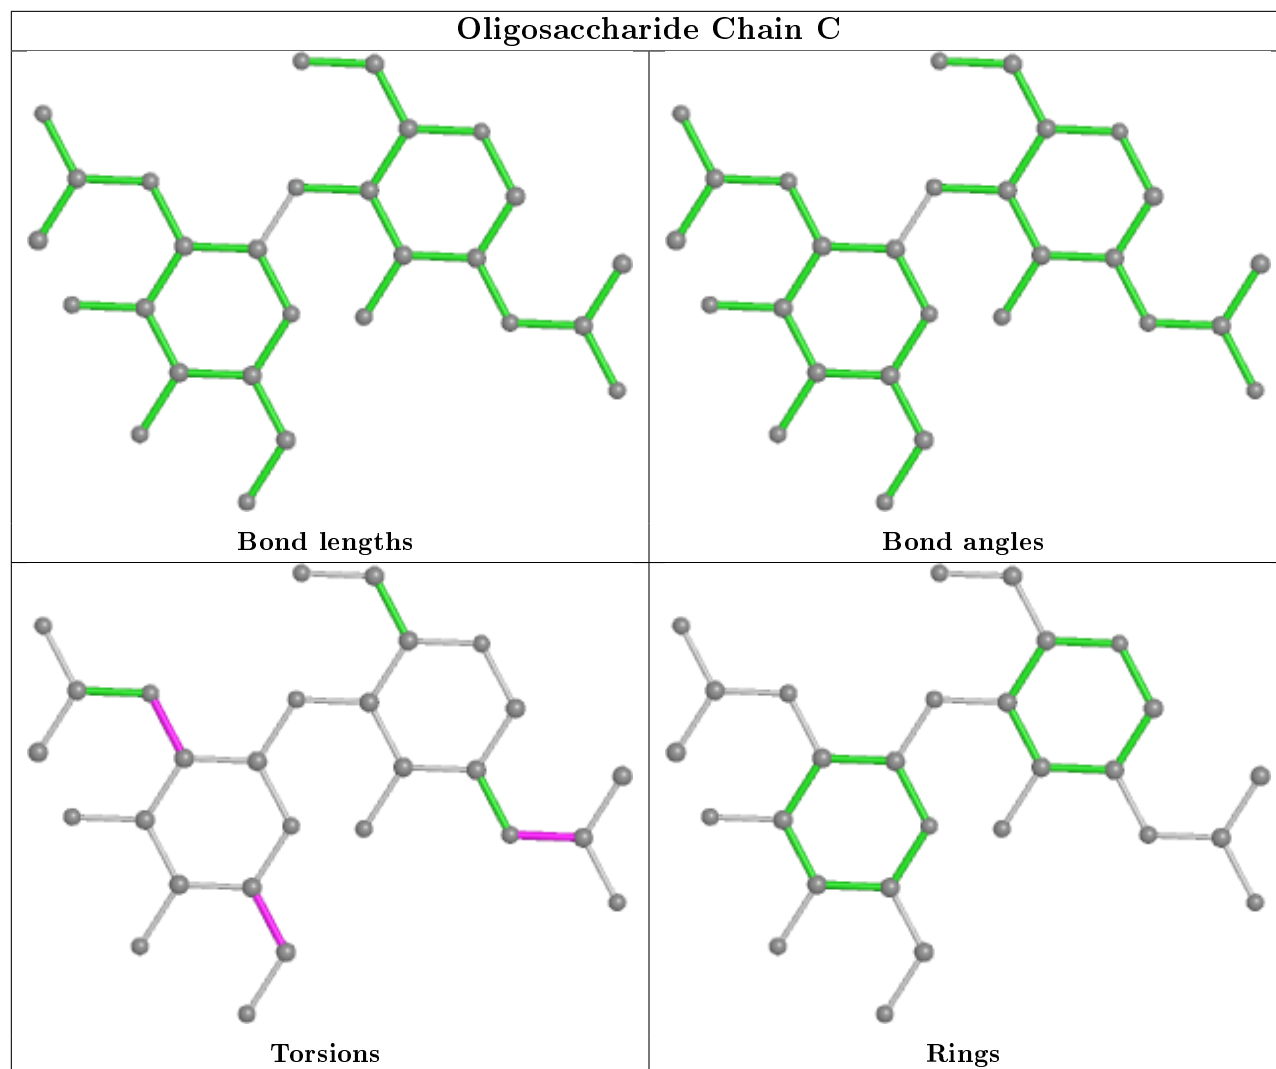 Oligosaccharide Chain C
Bond lengths
Bond angles
Torsions
Rings